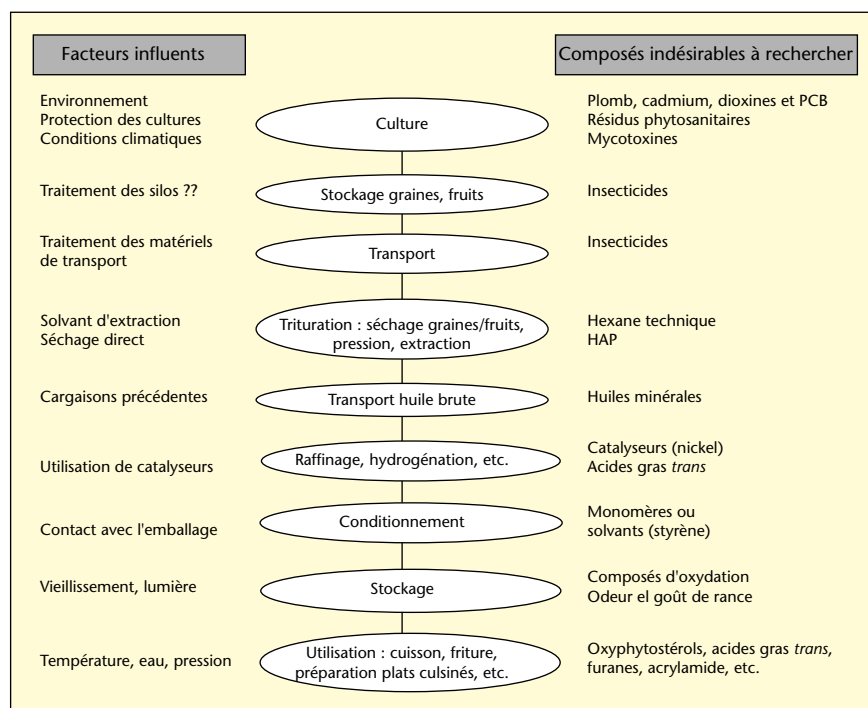 Facteurs influents
Composés indésirables à rechercher
Environnement
Protection des cultures
Conditions climatiques
Culture
Plomb, cadmium, dioxines et PCB
Résidus phytosanitaires
Mycotoxines
Traitement des silos ??
Stockage graines, fruits
Insecticides
Traitement des matériels
de transport
Transport
Insecticides
Solvant d'extraction
Séchage direct
Trituration : séchage graines/fruits,
pression, extraction
Hexane technique
HAP
Cargaisons précédentes
Transport huile brute
Huiles minérales
Utilisation de catalyseurs
Raffinage, hydrogénation, etc.
Catalyseurs (nickel)
Acides gras trans
Contact avec l'emballage
Conditionnement
Monomères ou
solvants (styrène)
Vieillissement, lumière
Stockage
Composés d'oxydation
Odeur el goût de rance
Température, eau, pression
Utilisation : cuisson, friture,
préparation plats culsinés, etc.
Oxyphytostérols, acides gras trans,
furanes, acrylamide, etc.